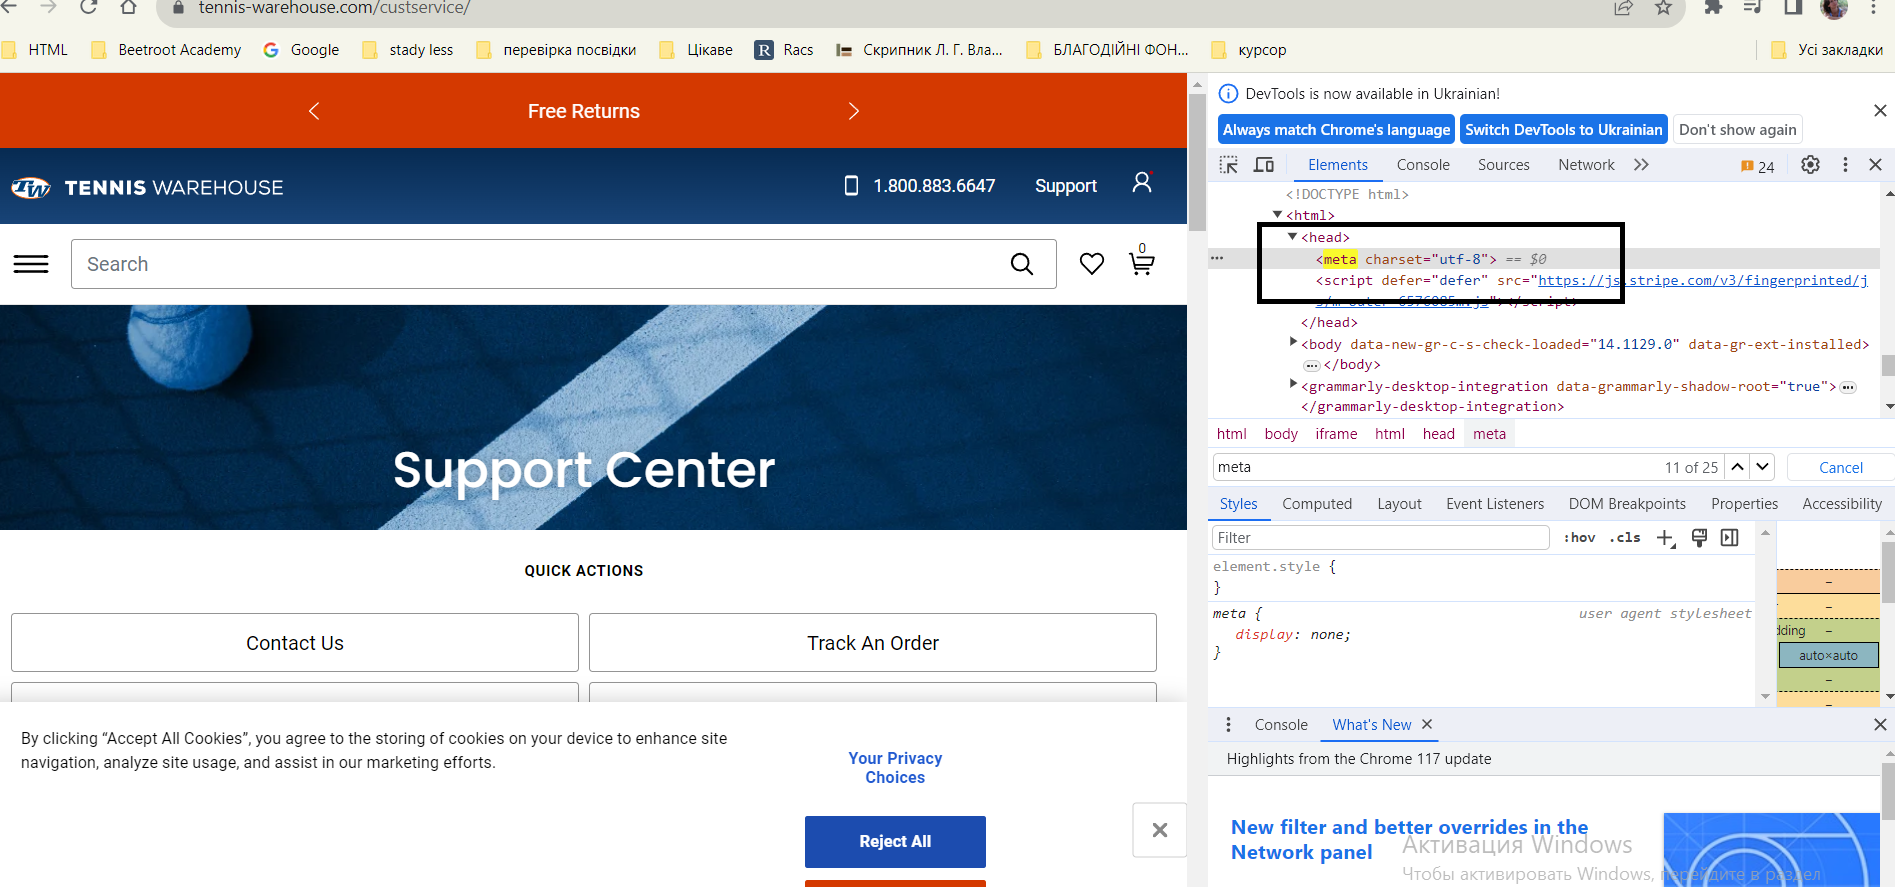 tennis-warehouse.com/custservice/
HTML Beetroot Academy Google stady less перевірка посвідки Цікаве R Racs Скрипник Л. Г. Вла... БЛАГОДІЙНІ ФОН... курсор Усі закладки
Free Returns
TW TENNIS WAREHOUSE 1.800.883.6647 Support
Search 0
Support Center
QUICK ACTIONS
Contact Us Track An Order
By clicking “Accept All Cookies”, you agree to the storing of cookies on your device to enhance site
navigation, analyze site usage, and assist in our marketing efforts.
Your Privacy
Choices
Reject All
DevTools is now available in Ukrainian!
Always match Chrome's language Switch DevTools to Ukrainian Don't show again
Elements Console Sources Network 24
<!DOCTYPE html>
<html>
<head>
<meta charset="utf-8"> == $0
<script defer="defer" src="https://js.stripe.com/v3/fingerprinted/j
</head>
<body data-new-gr-c-s-check-loaded="14.1129.0" data-gr-ext-installed>
</body>
<grammarly-desktop-integration data-grammarly-shadow-root="true">
</grammarly-desktop-integration>
html body iframe html head meta
meta 11 of 25 Cancel
Styles Computed Layout Event Listeners DOM Breakpoints Properties Accessibility
Filter :hov .cls
element.style {
}
meta { user agent stylesheet
display: none;
}
–
–
dding –
auto×auto
–
–
Console What's New
Highlights from the Chrome 117 update
New filter and better overrides in the
Network panel
Активация Windows
Чтобы активировать Windows, перейдите в раздел